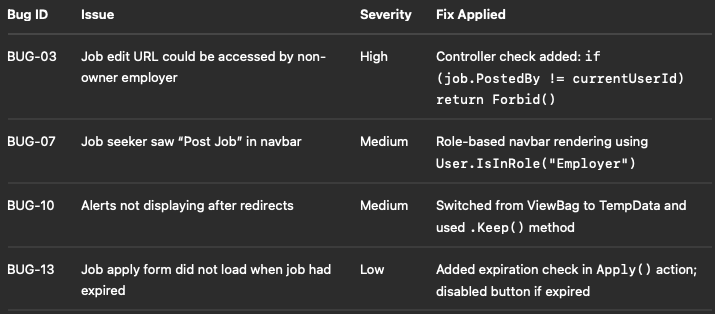 Bug ID Issue Severity Fix Applied
BUG-03 Job edit URL could be accessed by non- High Controller check added: if
owner employer (job.PostedBy != currentUserId)
return Forbid()
BUG-07 Job seeker saw “Post Job” in navbar Medium Role-based navbar rendering using
User.IsInRole("Employer")
BUG-10 Alerts not displaying after redirects Medium Switched from ViewBag to TempData and
used .Keep() method
BUG-13 Job apply form did not load when job had Low Added expiration check in Apply() action;
expired disabled button if expired